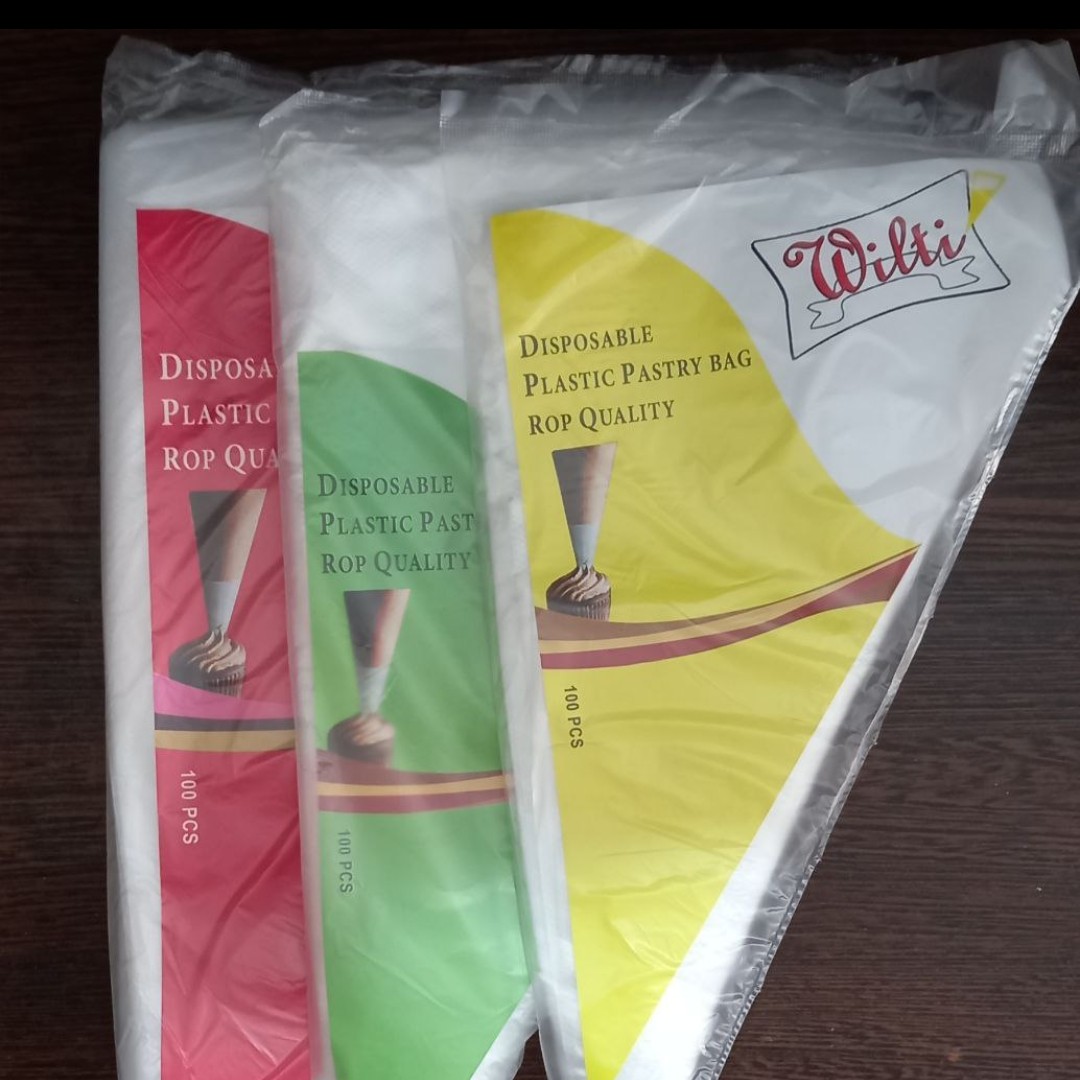 DISPOSA
PLASTIC
ROP QUA
100 PCS
DISPOSABLE
PLASTIC PAST
ROP QUALITY
100 PCS
Wilti
DISPOSABLE
PLASTIC PASTRY BAG
ROP QUALITY
100 PCS